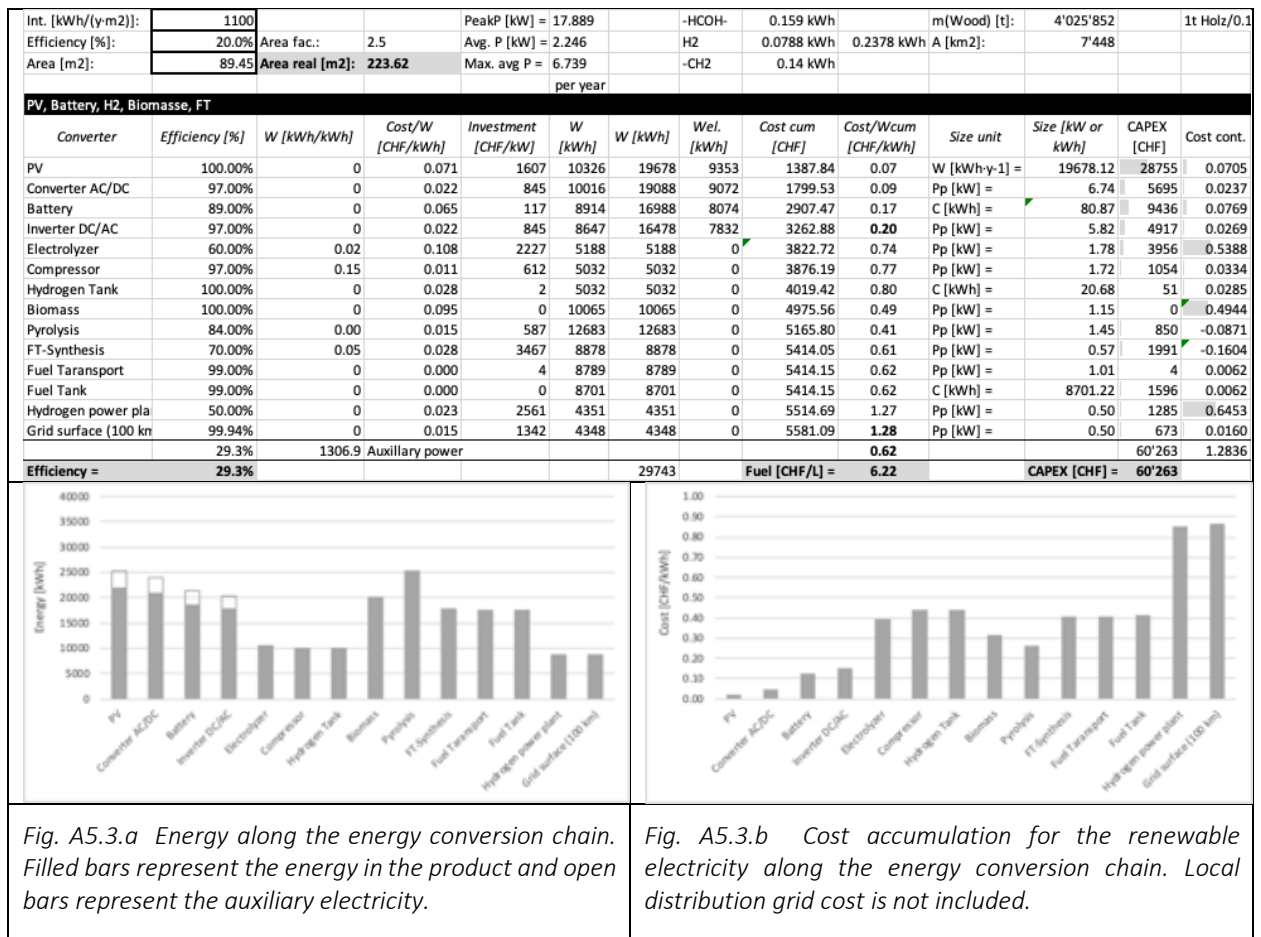 Int. [kWh/(y·m2)]: 1100 PeakP [kW] = 17.889 -HCOH- 0.159 kWh m(Wood) [t]: 4'025'852 1t Holz/0.1
Efficiency [%]: 20.0% Area fac.: 2.5 Avg. P [kW] = 2.246 H2 0.0788 kWh 0.2378 kWh A [km2]: 7'448
Area [m2]: 89.45 Area real [m2]: 223.62 Max. avg P = 6.739 -CH2 0.14 kWh
per year
PV, Battery, H2, Biomasse, FT
Converter Efficiency [%] W [kWh/kWh] Cost/W [CHF/kWh] Investment [CHF/kW] W [kWh] W [kWh] Wel. [kWh] Cost cum [CHF] Cost/Wcum [CHF/kWh] Size unit Size [kW or kWh] CAPEX [CHF] Cost cont.
PV 100.00% 0 0.071 1607 10326 19678 9353 1387.84 0.07 W [kWh·y-1] = 19678.12 28755 0.0705
Converter AC/DC 97.00% 0 0.022 845 10016 19088 9072 1799.53 0.09 Pp [kW] = 6.74 5695 0.0237
Battery 89.00% 0 0.065 117 8914 16988 8074 2907.47 0.17 C [kWh] = 80.87 9436 0.0769
Inverter DC/AC 97.00% 0 0.022 845 8647 16478 7832 3262.88 0.20 Pp [kW] = 5.82 4917 0.0269
Electrolyzer 60.00% 0.02 0.108 2227 5188 5188 0 3822.72 0.74 Pp [kW] = 1.78 3956 0.5388
Compressor 97.00% 0.15 0.011 612 5032 5032 0 3876.19 0.77 Pp [kW] = 1.72 1054 0.0334
Hydrogen Tank 100.00% 0 0.028 2 5032 5032 0 4019.42 0.80 C [kWh] = 20.68 51 0.0285
Biomass 100.00% 0 0.095 0 10065 10065 0 4975.56 0.49 Pp [kW] = 1.15 0 0.4944
Pyrolysis 84.00% 0.00 0.015 587 12683 12683 0 5165.80 0.41 Pp [kW] = 1.45 850 -0.0871
FT-Synthesis 70.00% 0.05 0.028 3467 8878 8878 0 5414.05 0.61 Pp [kW] = 0.57 1991 -0.1604
Fuel Taransport 99.00% 0 0.000 4 8789 8789 0 5414.15 0.62 Pp [kW] = 1.01 4 0.0062
Fuel Tank 99.00% 0 0.000 0 8701 8701 0 5414.15 0.62 C [kWh] = 8701.22 1596 0.0062
Hydrogen power pla 50.00% 0 0.023 2561 4351 4351 0 5514.69 1.27 Pp [kW] = 0.50 1285 0.6453
Grid surface (100 kn 99.94% 0 0.015 1342 4348 4348 0 5581.09 1.28 Pp [kW] = 0.50 673 0.0160
29.3% 1306.9 Auxillary power 0.62 60'263 1.2836
Efficiency = 29.3% 29743 Fuel [CHF/L] = 6.22 CAPEX [CHF] = 60'263
Energy [kWh]
40000
35000
30000
25000
20000
15000
10000
5000
0
PV Converter AC/DC Battery Inverter DC/AC Electrolyzer Compressor Hydrogen Tank Biomass Pyrolysis FT-Synthesis Fuel Taransport Fuel Tank Hydrogen power plant Grid surface (100 km)
Cost [CHF/kWh]
1.00
0.90
0.80
0.70
0.60
0.50
0.40
0.30
0.20
0.10
0.00
PV Converter AC/DC Battery Inverter DC/AC Electrolyzer Compressor Hydrogen Tank Biomass Pyrolysis FT-Synthesis Fuel Taransport Fuel Tank Hydrogen power plant Grid surface (100 km)
Fig. A5.3.a Energy along the energy conversion chain.
Filled bars represent the energy in the product and open
bars represent the auxiliary electricity.
Fig. A5.3.b Cost accumulation for the renewable
electricity along the energy conversion chain. Local
distribution grid cost is not included.